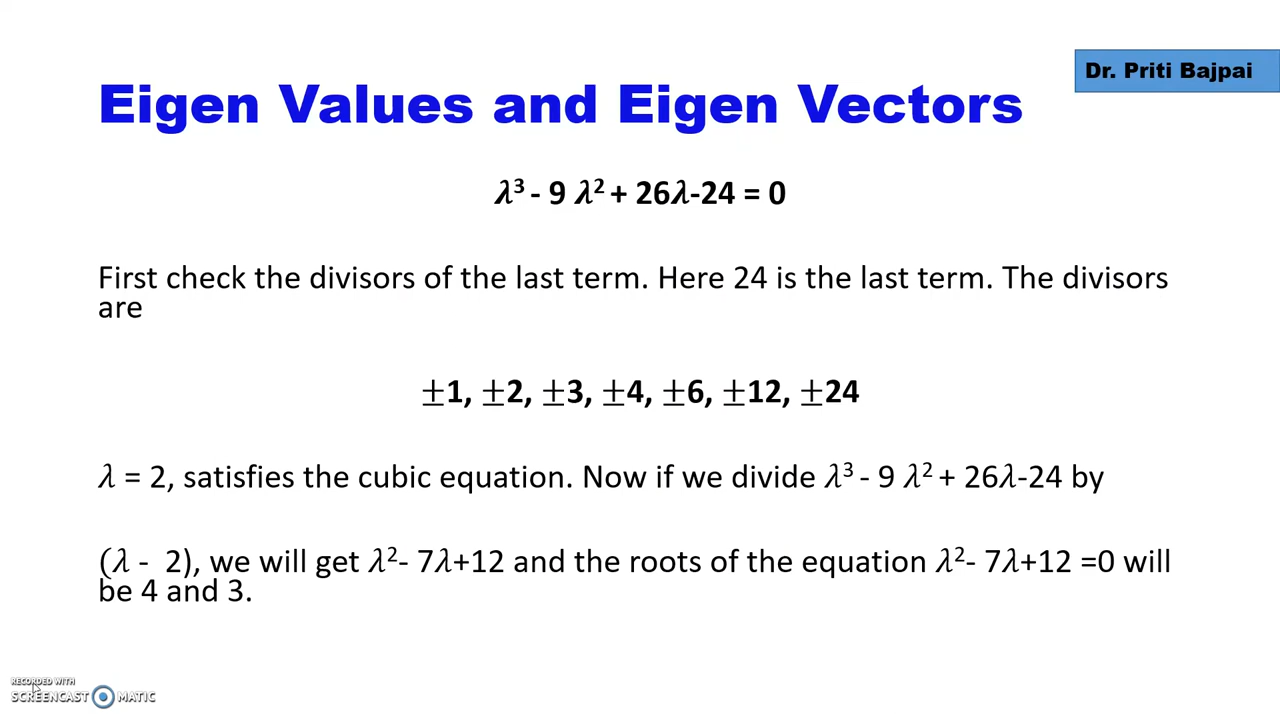 Dr. Priti Bajpai
Eigen Values and Eigen Vectors
λ³ - 9 λ² + 26λ-24 = 0
First check the divisors of the last term. Here 24 is the last term. The divisors
are
±1, ±2, ±3, ±4, ±6, ±12, ±24
λ = 2, satisfies the cubic equation. Now if we divide λ³ - 9 λ² + 26λ-24 by
(λ - 2), we will get λ²- 7λ+12 and the roots of the equation λ²- 7λ+12 =0 will
be 4 and 3.
RECORDED WITH
SCREENCAST MATIC